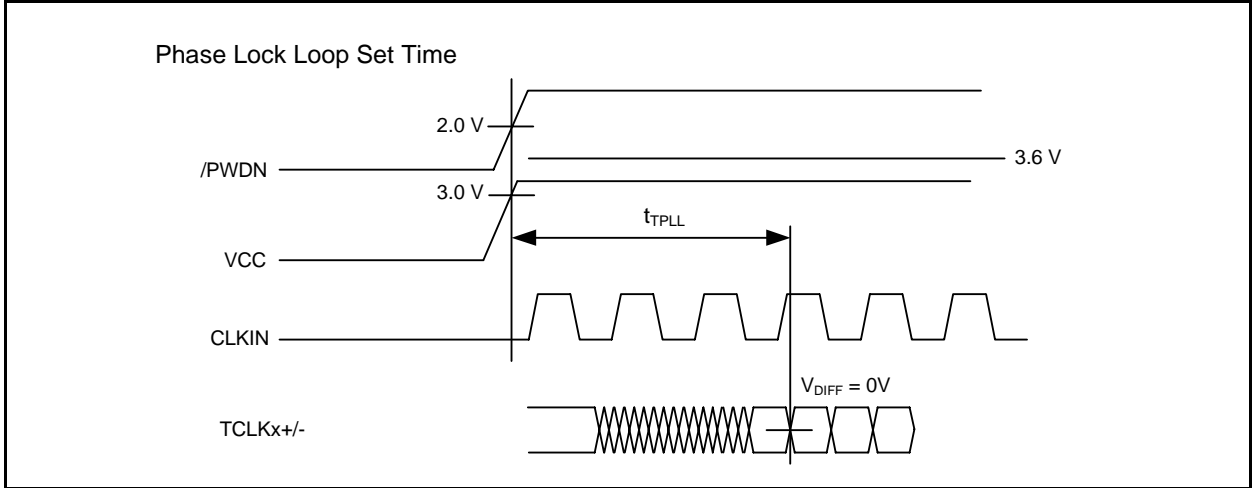 Phase Lock Loop Set Time
2.0 V
/PWDN
3.6 V
3.0 V
tTPLL
VCC
CLKIN
VDIFF = 0V
TCLKx+/-